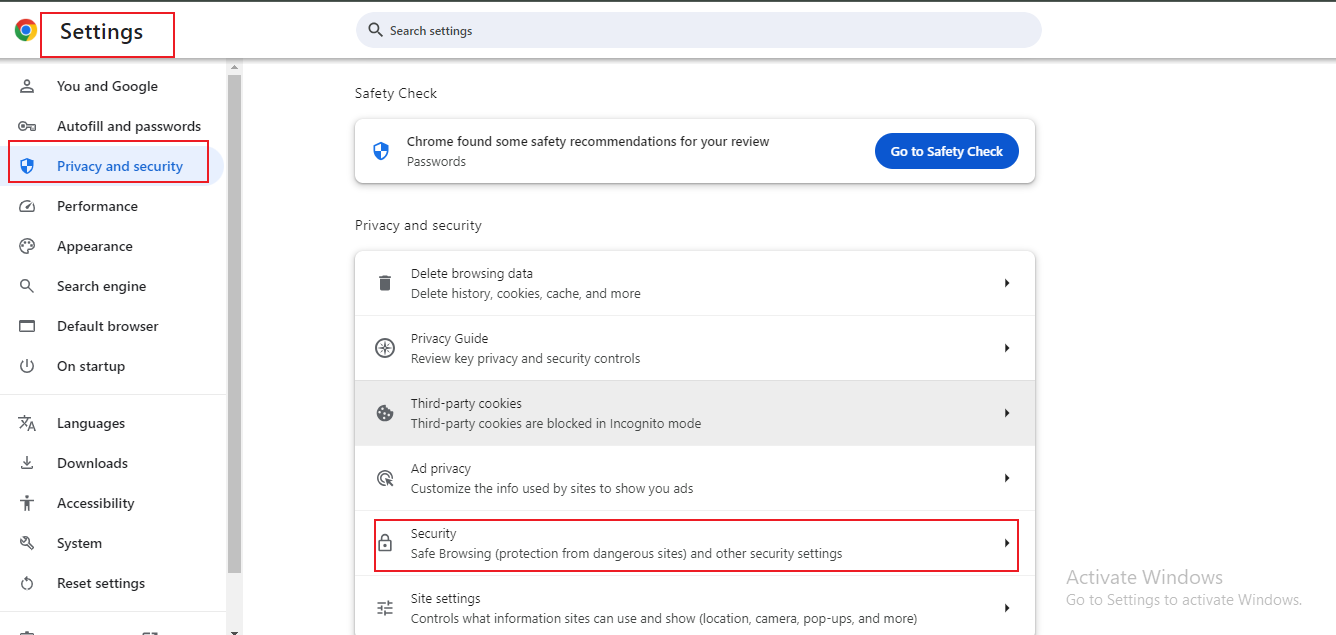 Settings
Search settings
You and Google
Autofill and passwords
Privacy and security
Performance
Appearance
Search engine
Default browser
On startup
Languages
Downloads
Accessibility
System
Reset settings
Safety Check
Chrome found some safety recommendations for your review
Passwords
Go to Safety Check
Privacy and security
Delete browsing data
Delete history, cookies, cache, and more
Privacy Guide
Review key privacy and security controls
Third-party cookies
Third-party cookies are blocked in Incognito mode
Ad privacy
Customize the info used by sites to show you ads
Security
Safe Browsing (protection from dangerous sites) and other security settings
Site settings
Controls what information sites can use and show (location, camera, pop-ups, and more)
Activate Windows
Go to Settings to activate Windows.